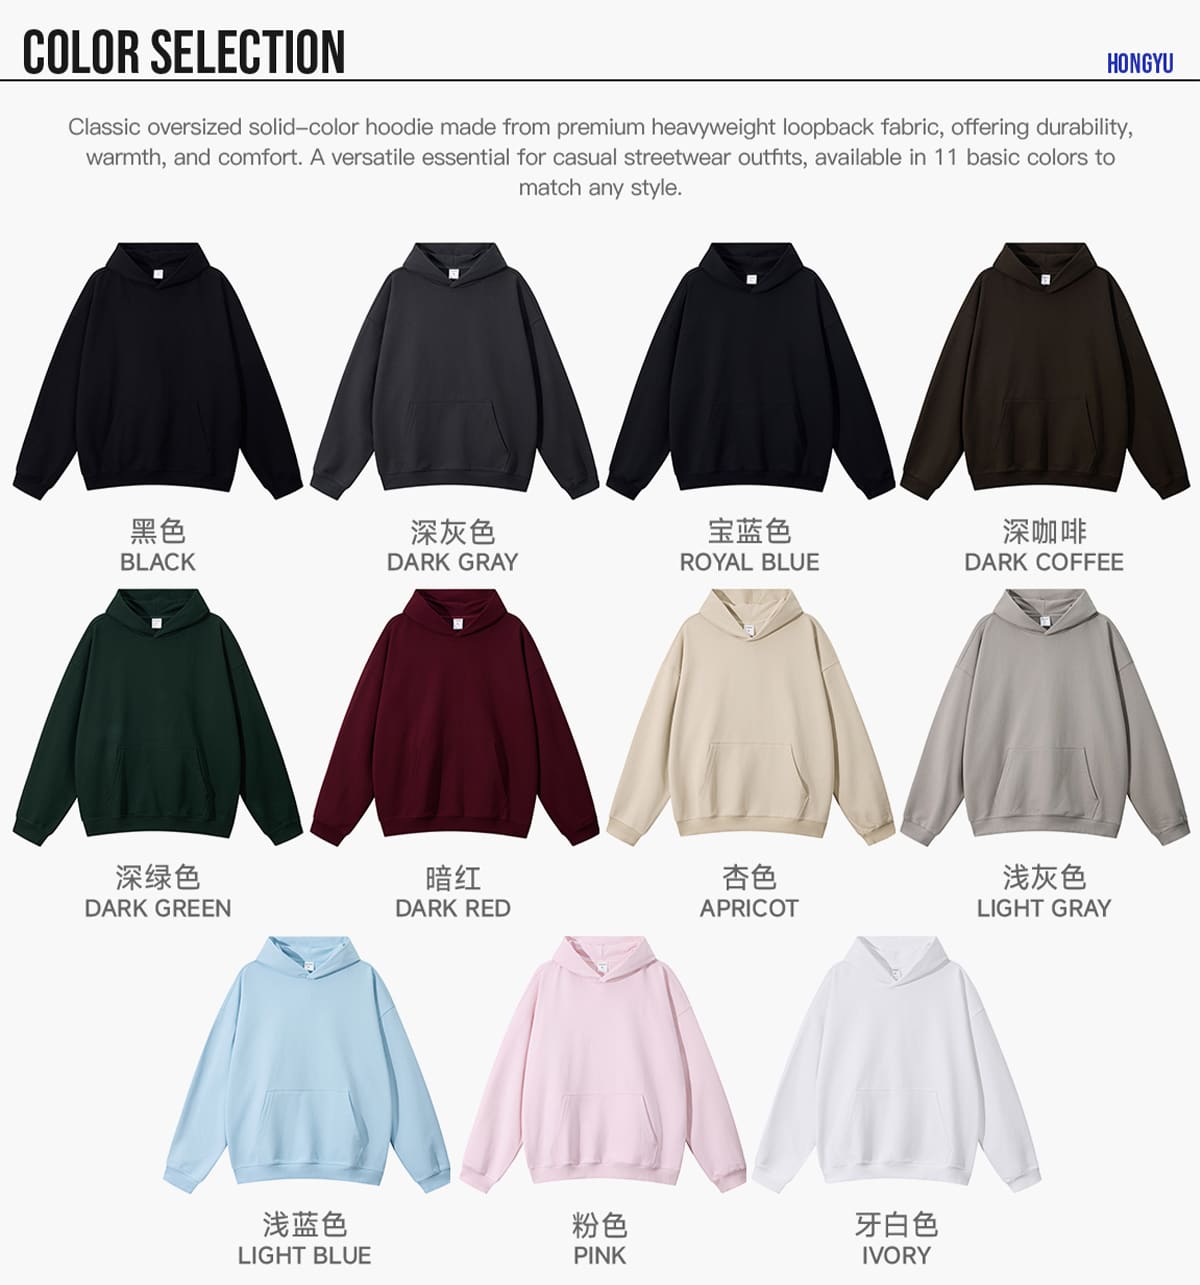 COLOR SELECTION
HONGYU
Classic oversized solid-color hoodie made from premium heavyweight loopback fabric, offering durability,
warmth, and comfort. A versatile essential for casual streetwear outfits, available in 11 basic colors to
match any style.
黑色
BLACK
深灰色
DARK GRAY
宝蓝色
ROYAL BLUE
深咖啡
DARK COFFEE
深绿色
DARK GREEN
暗红
DARK RED
杏色
APRICOT
浅灰色
LIGHT GRAY
浅蓝色
LIGHT BLUE
粉色
PINK
牙白色
IVORY